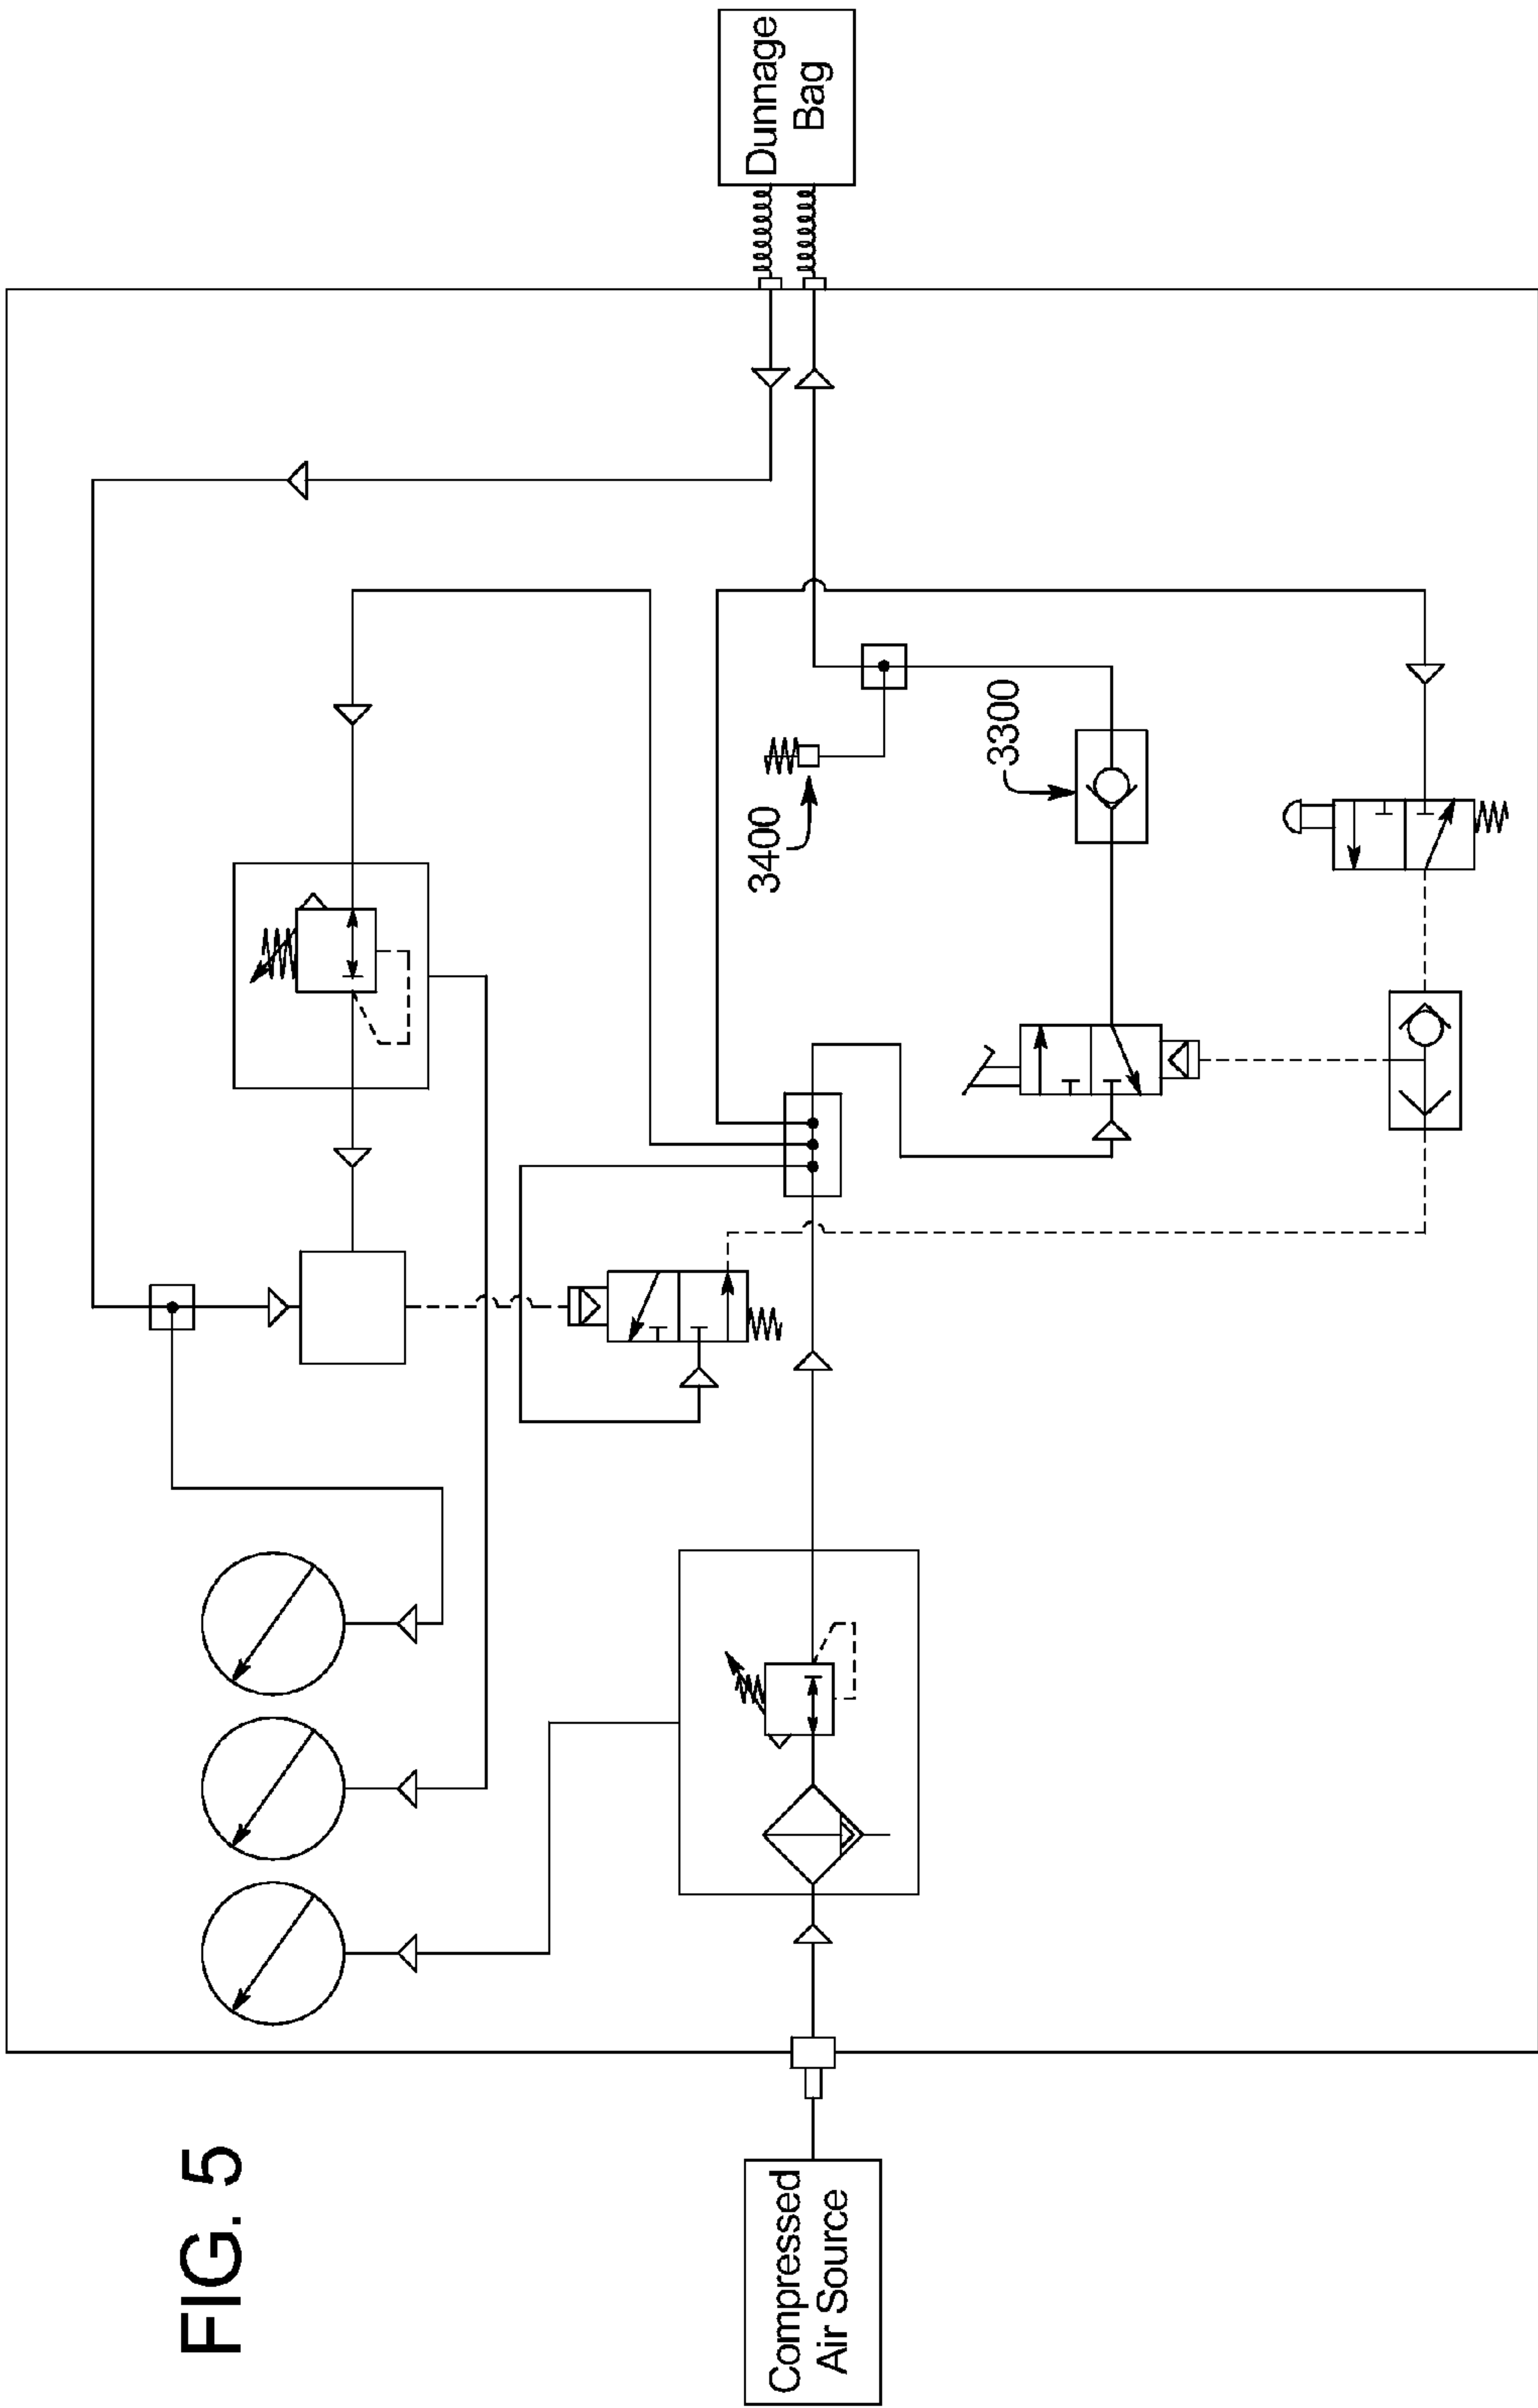 FIG. 5
Compressed
Air Source
3400
3300
Dunnage
Bag